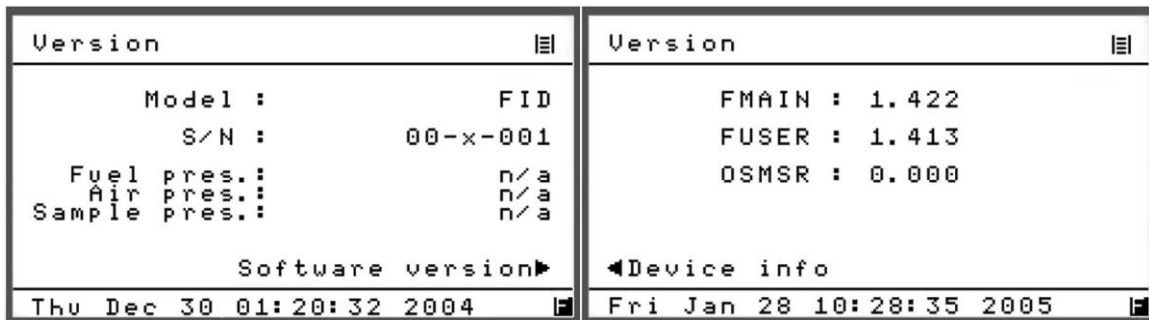 Version
Model : FID
S/N : 00-x-001
Fuel pres.: n/a
Air pres.: n/a
Sample pres.: n/a
Software version▶
Thu Dec 30 01:20:32 2004
Version
FMAIN : 1.422
FUSER : 1.413
OSMSR : 0.000
◀Device info
Fri Jan 28 10:28:35 2005